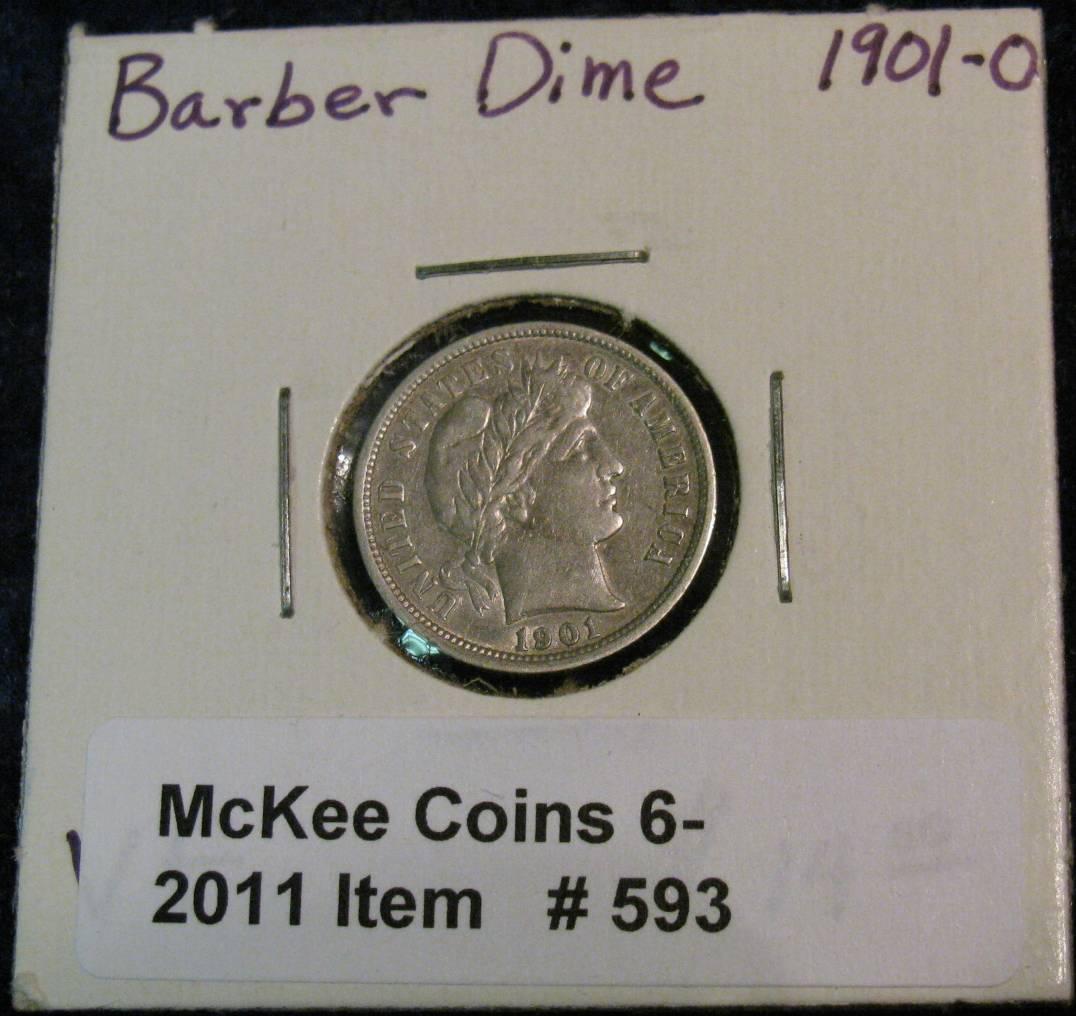 Barber Dime 1901-O
UNITED STATES OF AMERICA
1901
McKee Coins 6-
2011 Item # 593